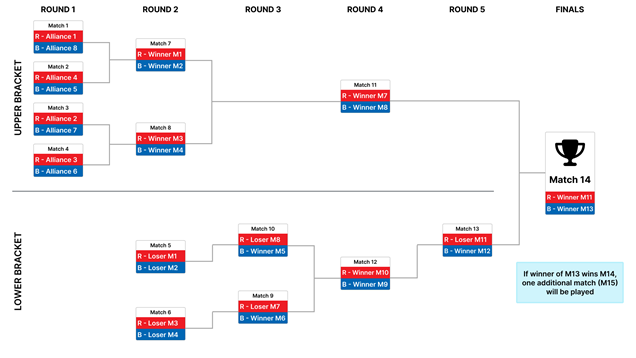 ROUND 1
ROUND 2
ROUND 3
ROUND 4
ROUND 5
FINALS
UPPER BRACKET
Match 1
R - Alliance 1
B - Alliance 8
Match 2
R - Alliance 4
B - Alliance 5
Match 3
R - Alliance 2
B - Alliance 7
Match 4
R - Alliance 3
B - Alliance 6
Match 7
R - Winner M1
B - Winner M2
Match 8
R - Winner M3
B - Winner M4
Match 11
R - Winner M7
B - Winner M8
Match 14
R - Winner M11
B - Winner M13
LOWER BRACKET
Match 5
R - Loser M1
B - Loser M2
Match 6
R - Loser M3
B - Loser M4
Match 10
R - Loser M8
B - Winner M5
Match 9
R - Loser M7
B - Winner M6
Match 12
R - Winner M10
B - Winner M9
Match 13
R - Loser M11
B - Winner M12
If winner of M13 wins M14,
one additional match (M15)
will be played